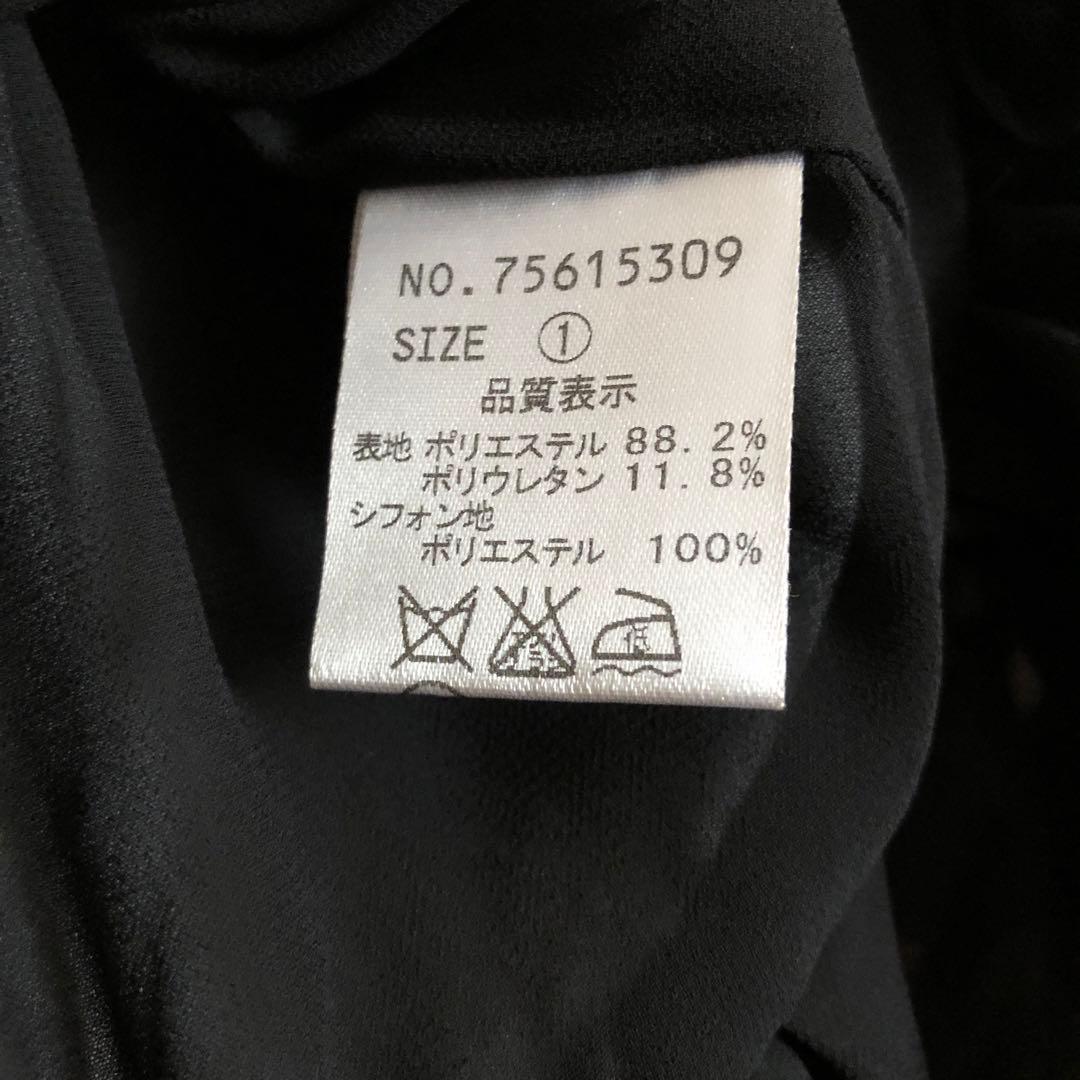 NO.75615309
SIZE ①
品質表示
表地 ポリエステル 88.2%
ポリウレタン 11.8%
シフォン地
ポリエステル 100%
低